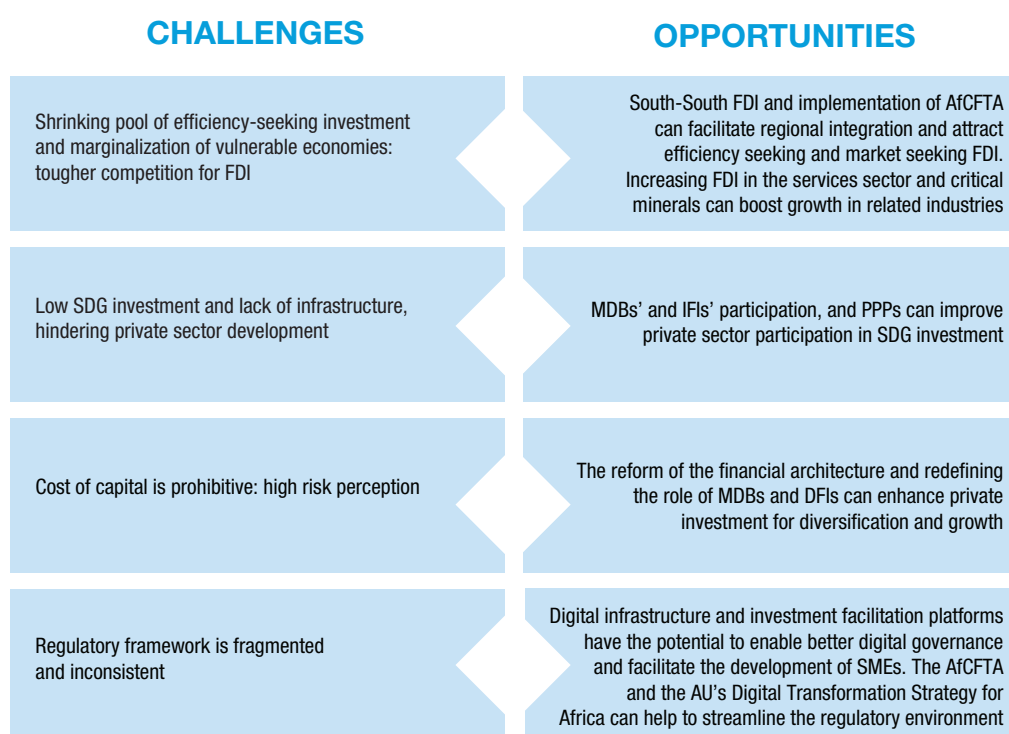 CHALLENGES
OPPORTUNITIES
Shrinking pool of efficiency-seeking investment
and marginalization of vulnerable economies:
tougher competition for FDI
South-South FDI and implementation of AfCFTA
can facilitate regional integration and attract
efficiency seeking and market seeking FDI.
Increasing FDI in the services sector and critical
minerals can boost growth in related industries
Low SDG investment and lack of infrastructure,
hindering private sector development
MDBs’ and IFIs’ participation, and PPPs can improve
private sector participation in SDG investment
Cost of capital is prohibitive: high risk perception
The reform of the financial architecture and redefining
the role of MDBs and DFIs can enhance private
investment for diversification and growth
Regulatory framework is fragmented
and inconsistent
Digital infrastructure and investment facilitation platforms
have the potential to enable better digital governance
and facilitate the development of SMEs. The AfCFTA
and the AU’s Digital Transformation Strategy for
Africa can help to streamline the regulatory environment